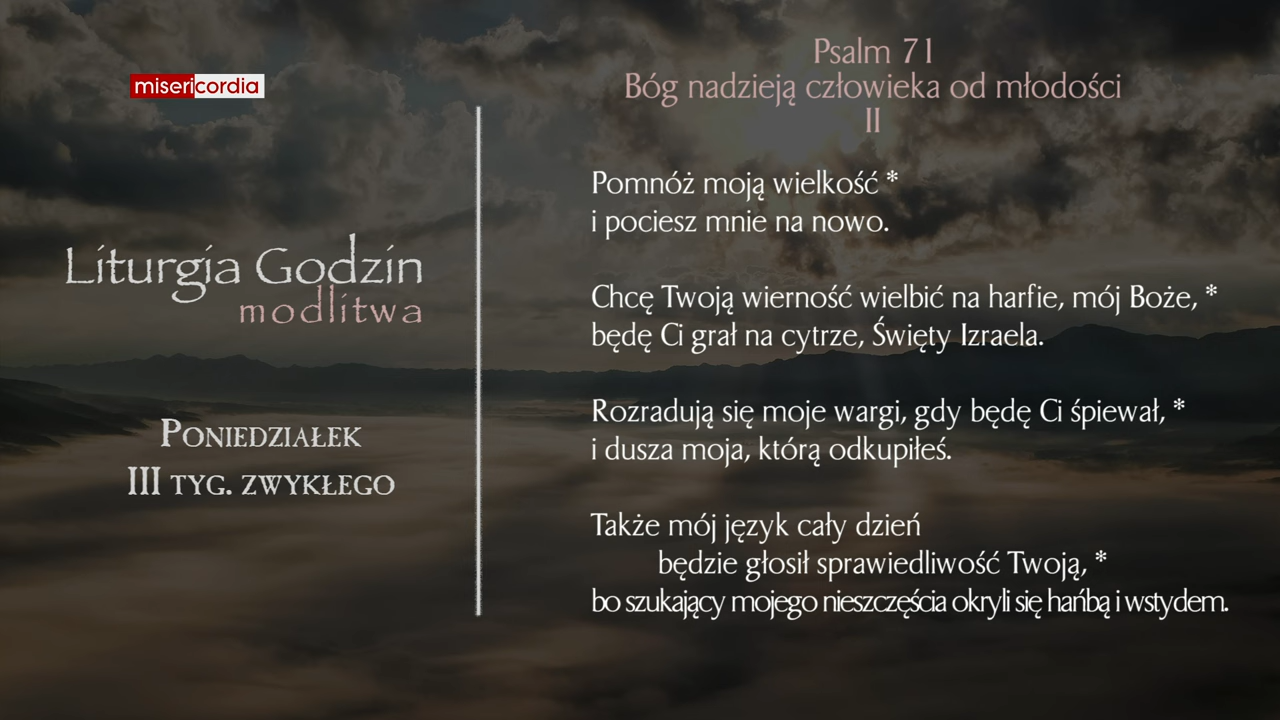 misericordia
Liturgia Godzin
modlitwa
Poniedziałek
III tyg. zwykłego
Psalm 71
Bóg nadzieją człowieka od młodości
II
Pomnóż moją wielkość *
i pociesz mnie na nowo.
Chcę Twoją wierność wielbić na harfie, mój Boże, *
będę Ci grał na cytrze, Święty Izraela.
Rozradują się moje wargi, gdy będę Ci śpiewał, *
i dusza moja, którą odkupiłeś.
Także mój język cały dzień
będzie głosił sprawiedliwość Twoją, *
bo szukający mojego nieszczęścia okryli się hańbą i wstydem.